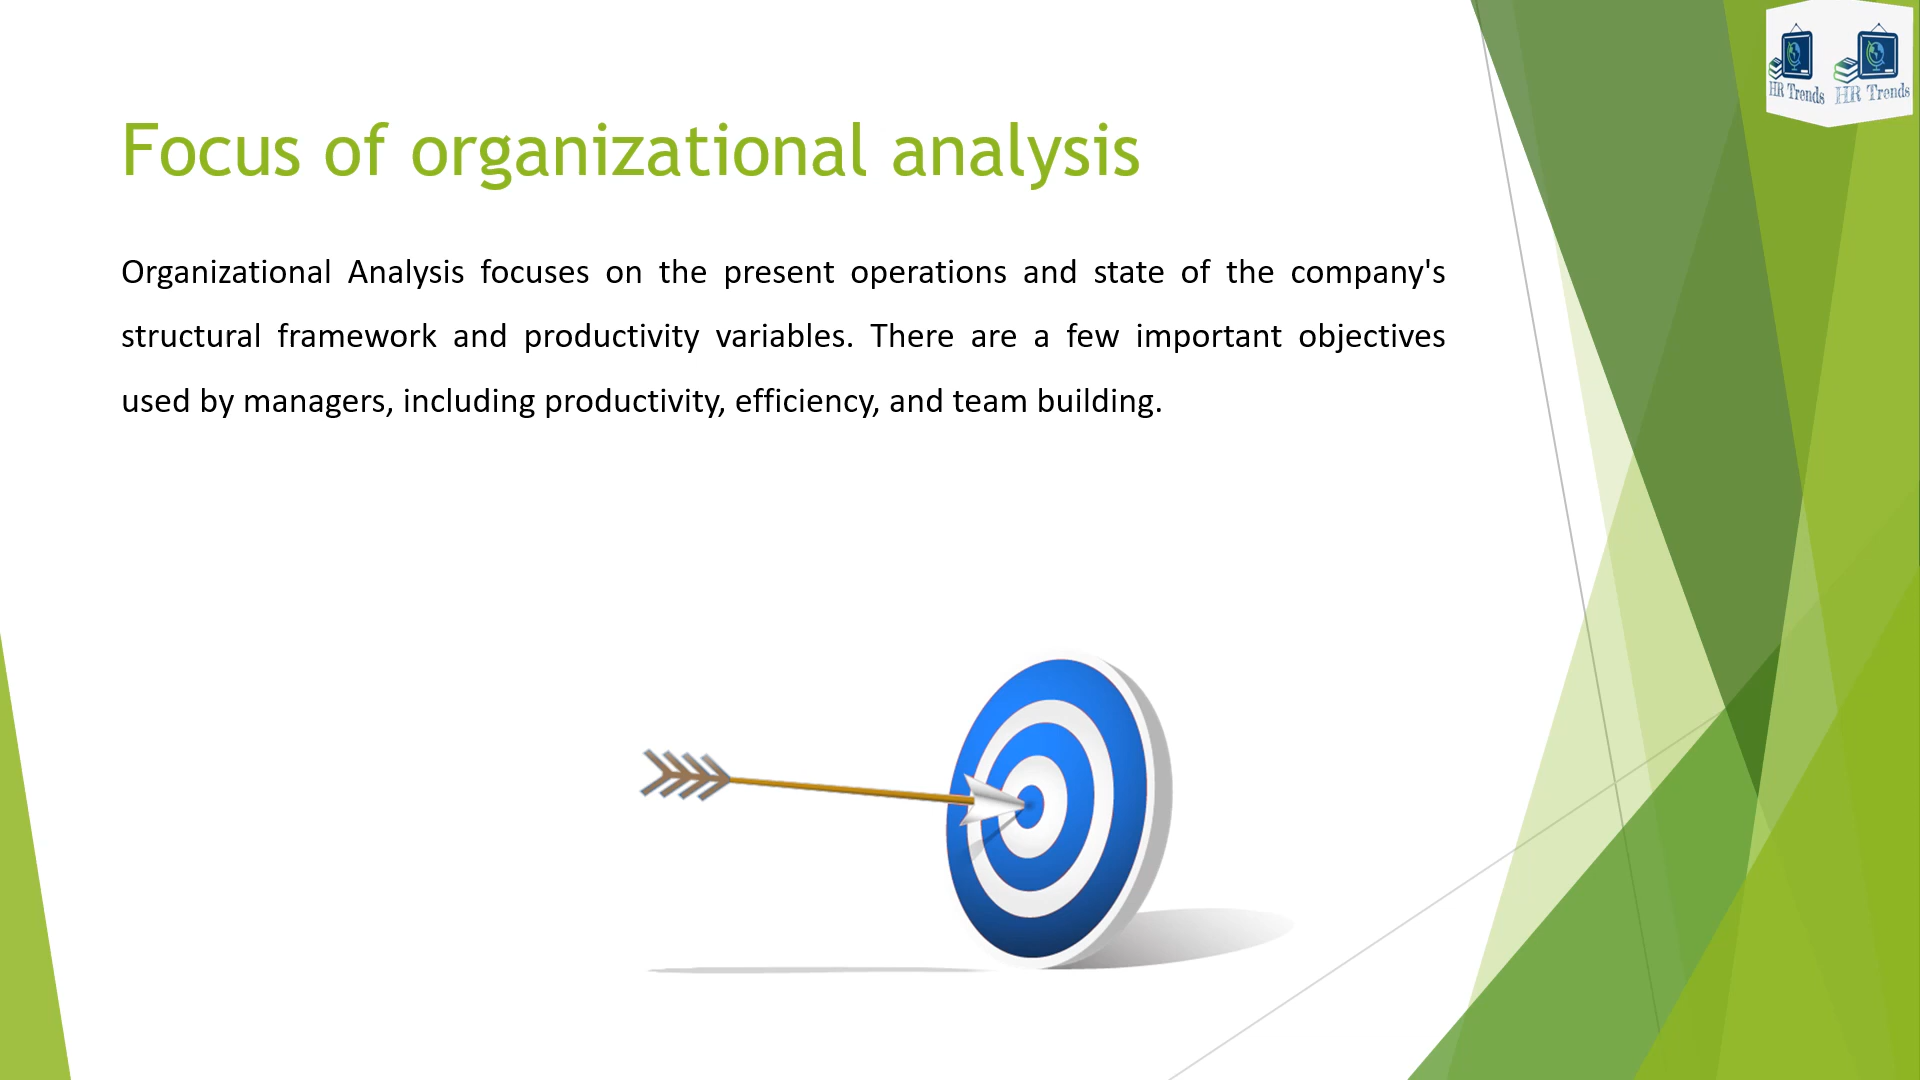 HR Trends HR Trends
Focus of organizational analysis
Organizational Analysis focuses on the present operations and state of the company's
structural framework and productivity variables. There are a few important objectives
used by managers, including productivity, efficiency, and team building.